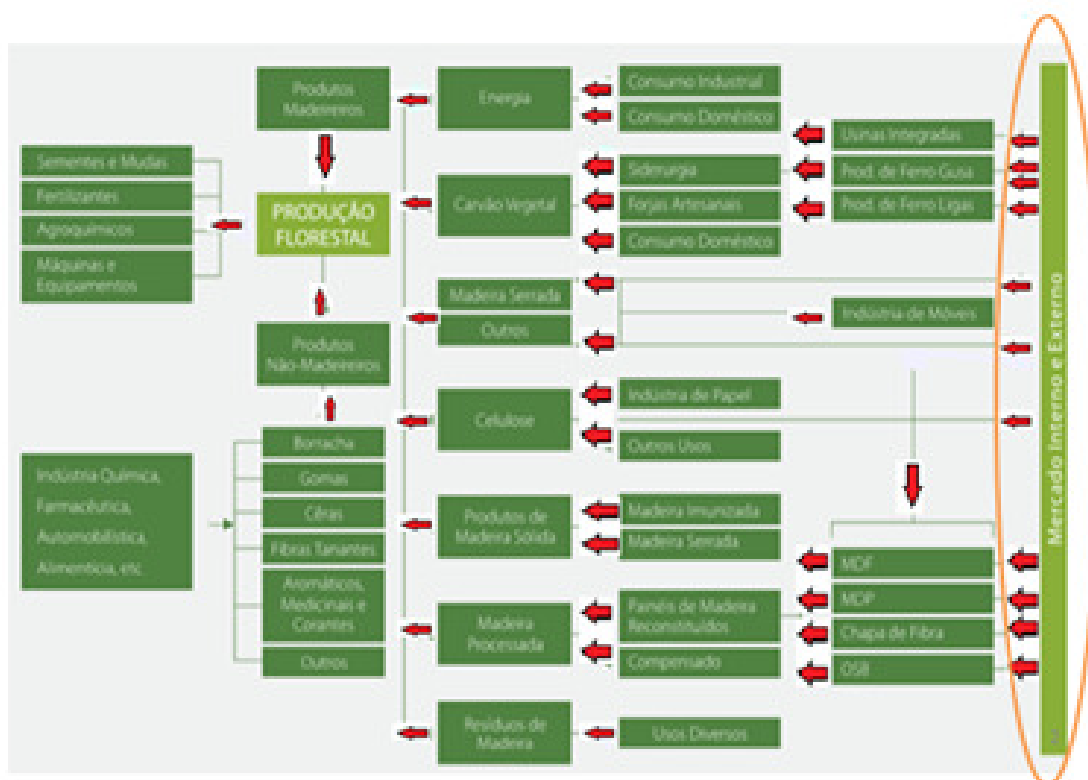 Produtos
Madeireiros
Sementes e Mudas
Fertilizantes
Agroquímicos
Máquinas e
Equipamentos
PRODUÇÃO
FLORESTAL
Produtos
Não-Madeireiros
Indústria Química,
Farmacêutica,
Automobilística,
Alimentícia, etc
Borracha
Gomas
Cêras
Fibras Tanantes
Aromáticos,
Medicinais e
Corantes
Outros
Energia
Carvão Vegetal
Madeira Serrada
Outros
Celulose
Produtos de
Madeira Sólida
Madeira
Processada
Resíduos de
Madeira
Consumo Industrial
Consumo Doméstico
Siderurgia
Forjas Artesanais
Consumo Doméstico
Indústria de Papel
Outros Usos
Madeira Imunizada
Madeira Serrada
Painéis de Madeira
Reconstituídos
Compensado
Usos Diversos
Usinas Integradas
Prod. de Ferro Gusa
Prod. de Ferro Ligas
Indústria de Móveis
MDF
MDP
Chapa de Fibra
OSB
Mercado Interno e Externo